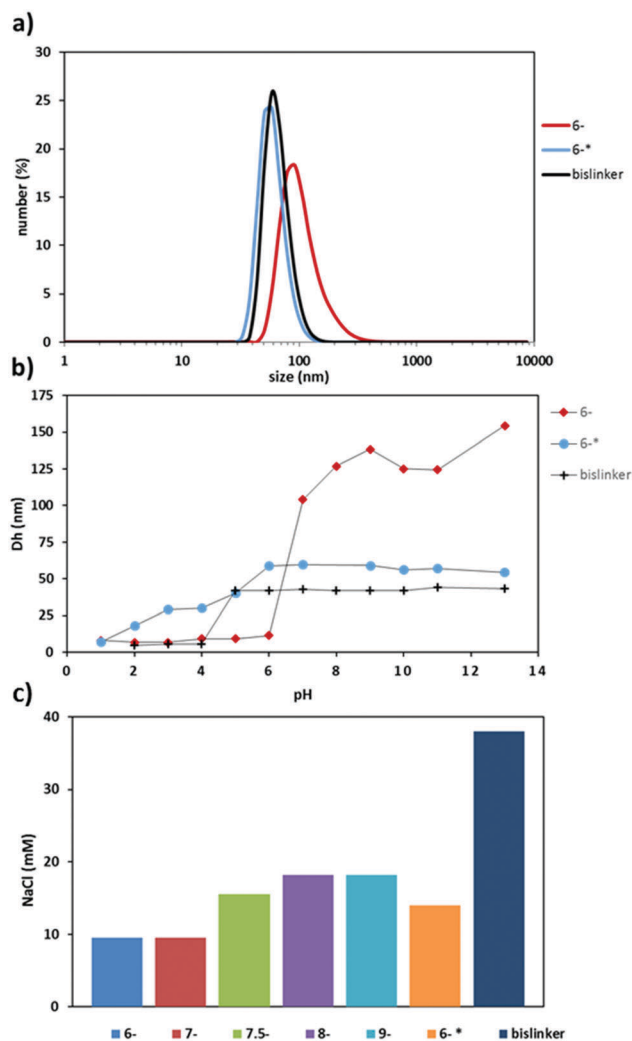 a)
30
25
20
15
10
5
0
number (%)
1 10 100 1000 10000
size (nm)
6-
6-*
bislinker
b)
175
150
125
100
75
50
25
0
Dh (nm)
0 2 4 6 8 10 12 14
pH
6-
6-*
bislinker
c)
40
30
20
10
0
NaCl (mM)
6- 7- 7.5- 8- 9- 6- * bislinker